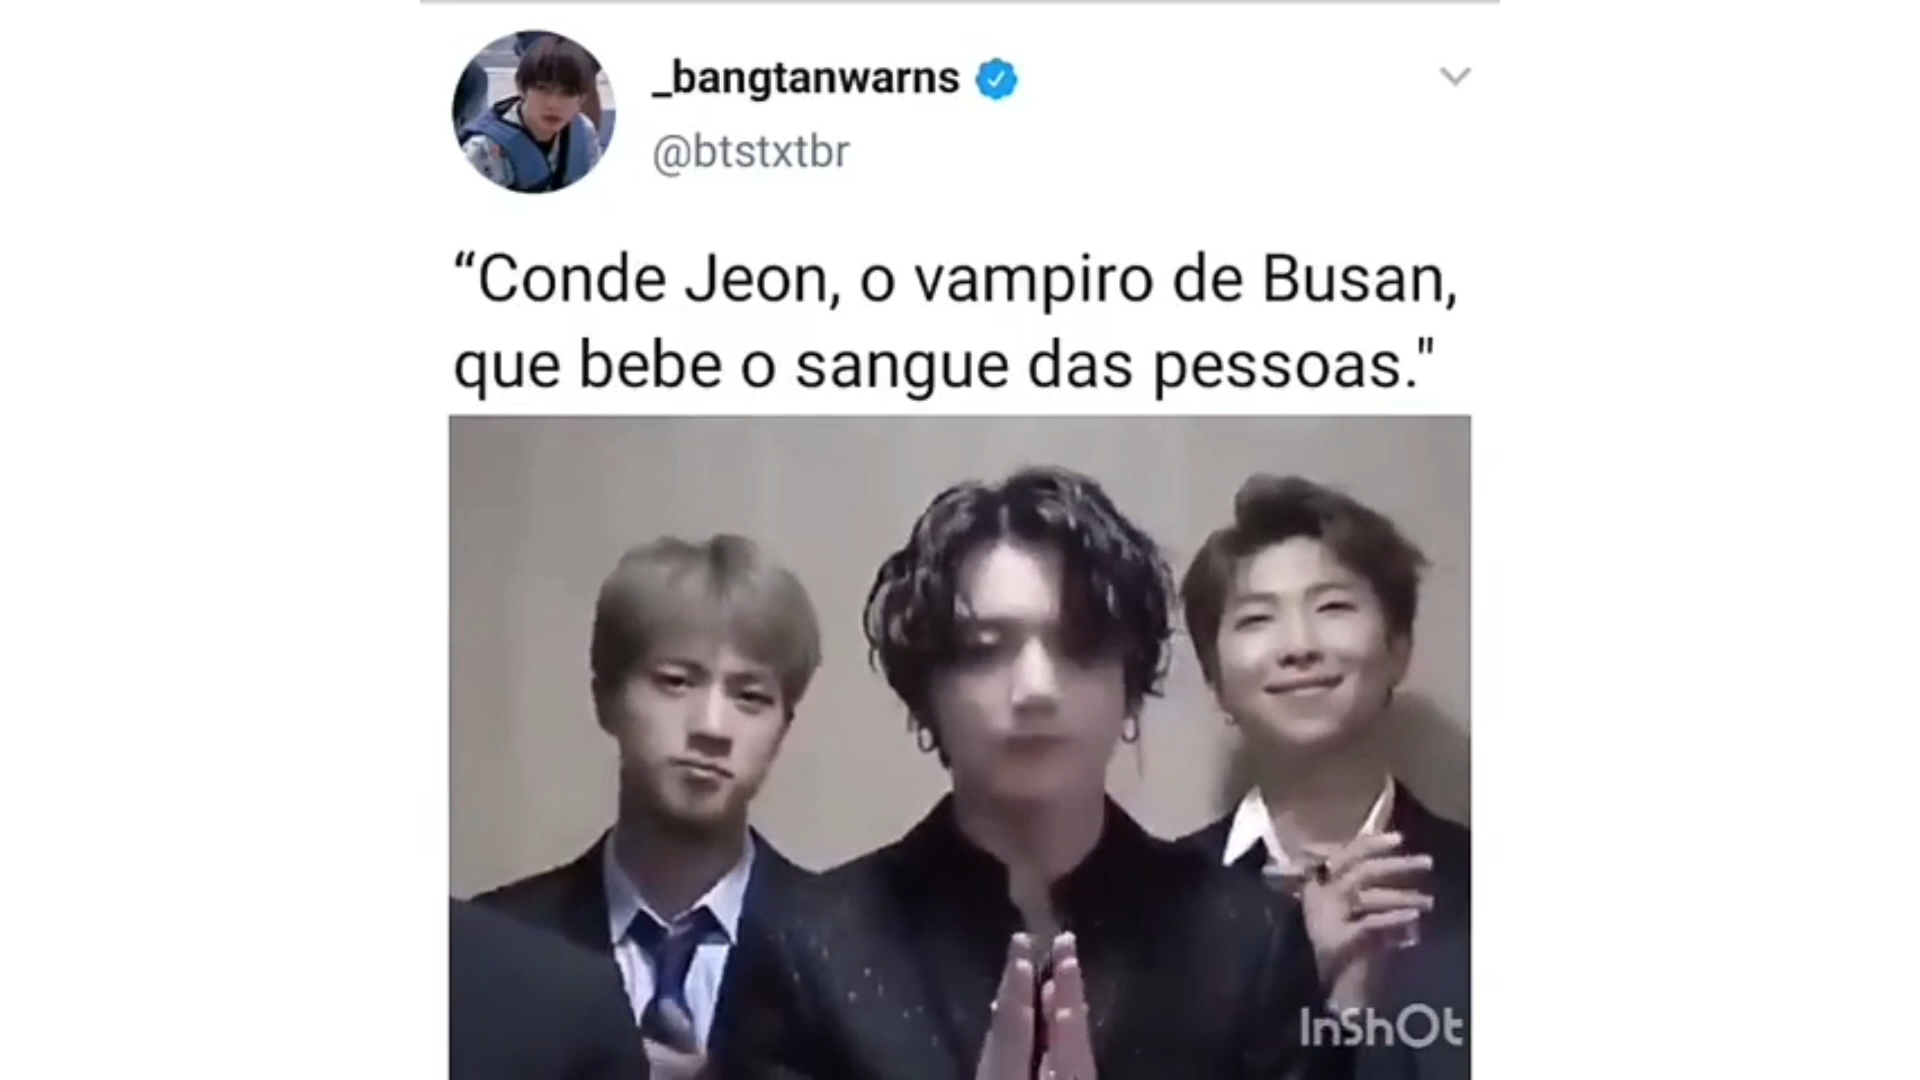 _bangtanwarns
@btstxtbr
“Conde Jeon, o vampiro de Busan,
que bebe o sangue das pessoas."
InShOt